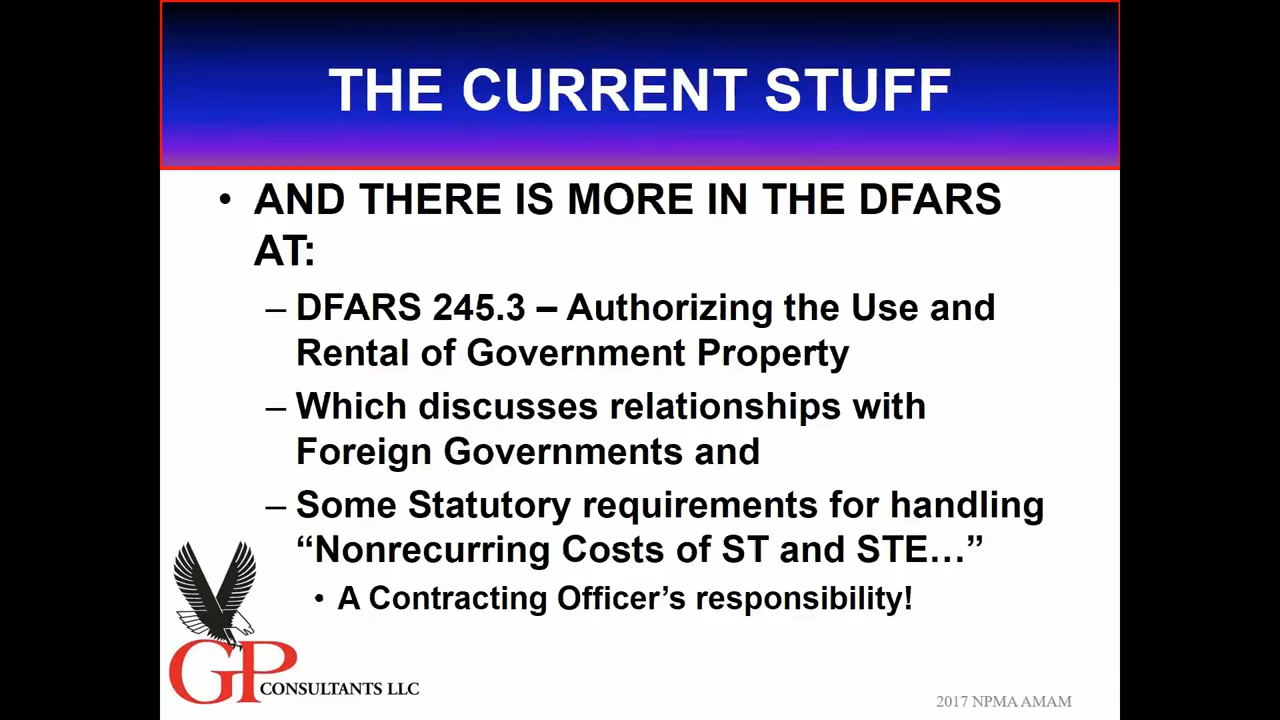 THE CURRENT STUFF
• AND THERE IS MORE IN THE DFARS
AT:
– DFARS 245.3 – Authorizing the Use and
Rental of Government Property
– Which discusses relationships with
Foreign Governments and
– Some Statutory requirements for handling
“Nonrecurring Costs of ST and STE…”
• A Contracting Officer’s responsibility!
GP CONSULTANTS LLC
2017 NPMA AMAM